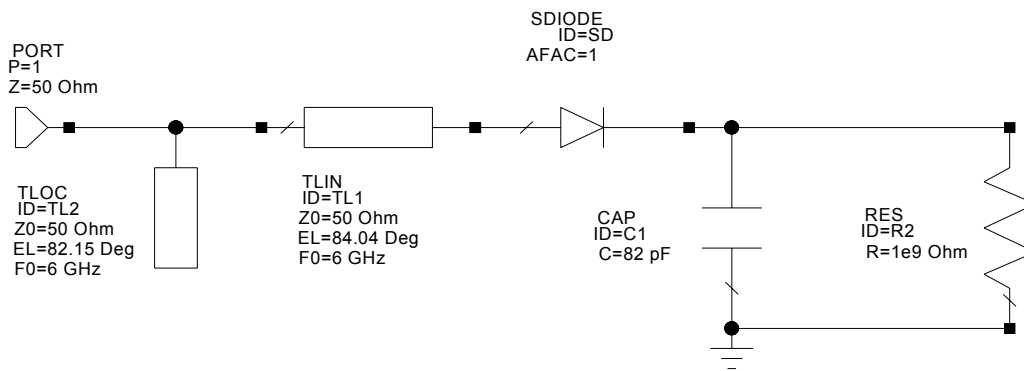 SDIODE
ID=SD
AFAC=1
PORT
P=1
Z=50 Ohm
TLOC
ID=TL2
Z0=50 Ohm
EL=82.15 Deg
F0=6 GHz
TLIN
ID=TL1
Z0=50 Ohm
EL=84.04 Deg
F0=6 GHz
CAP
ID=C1
C=82 pF
RES
ID=R2
R=1e9 Ohm